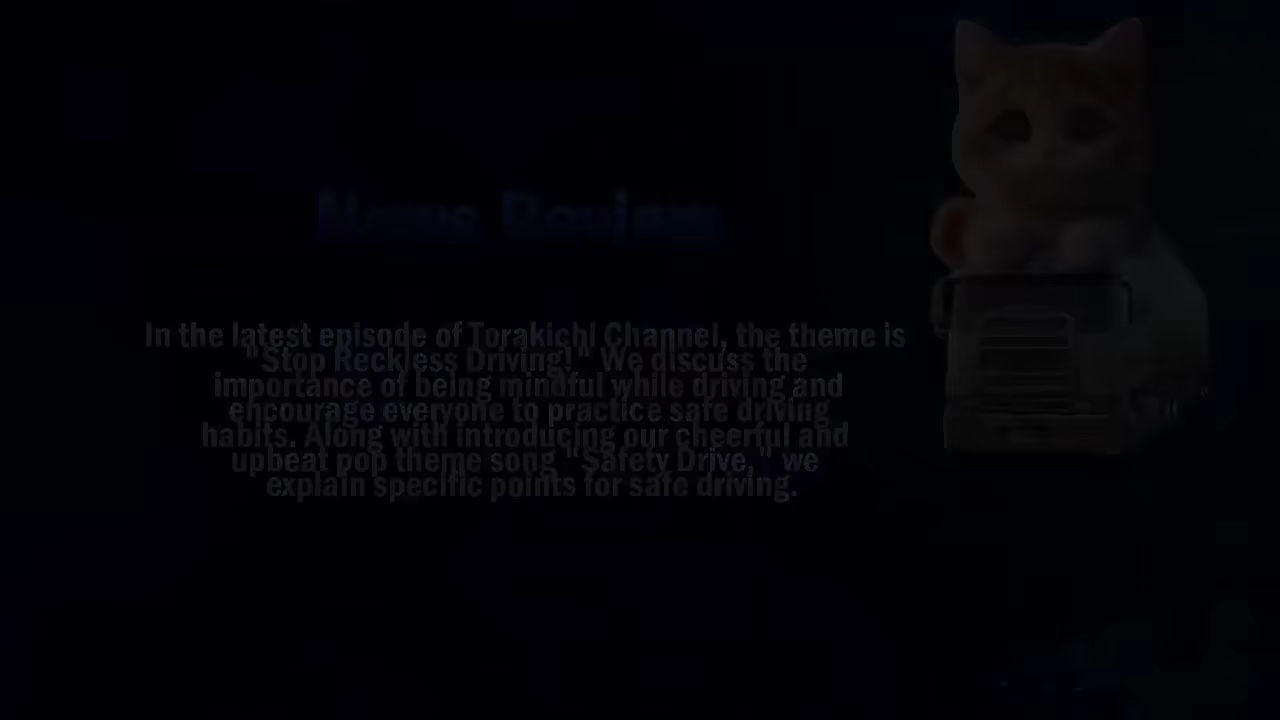 In the latest episode of Torakichi Channel, the theme is
"Stop Reckless Driving!" We discuss the
importance of being mindful while driving and
encourage everyone to practice safe driving
habits. Along with introducing our cheerful and
upbeat pop theme song "Safety Drive," we
explain specific points for safe driving.